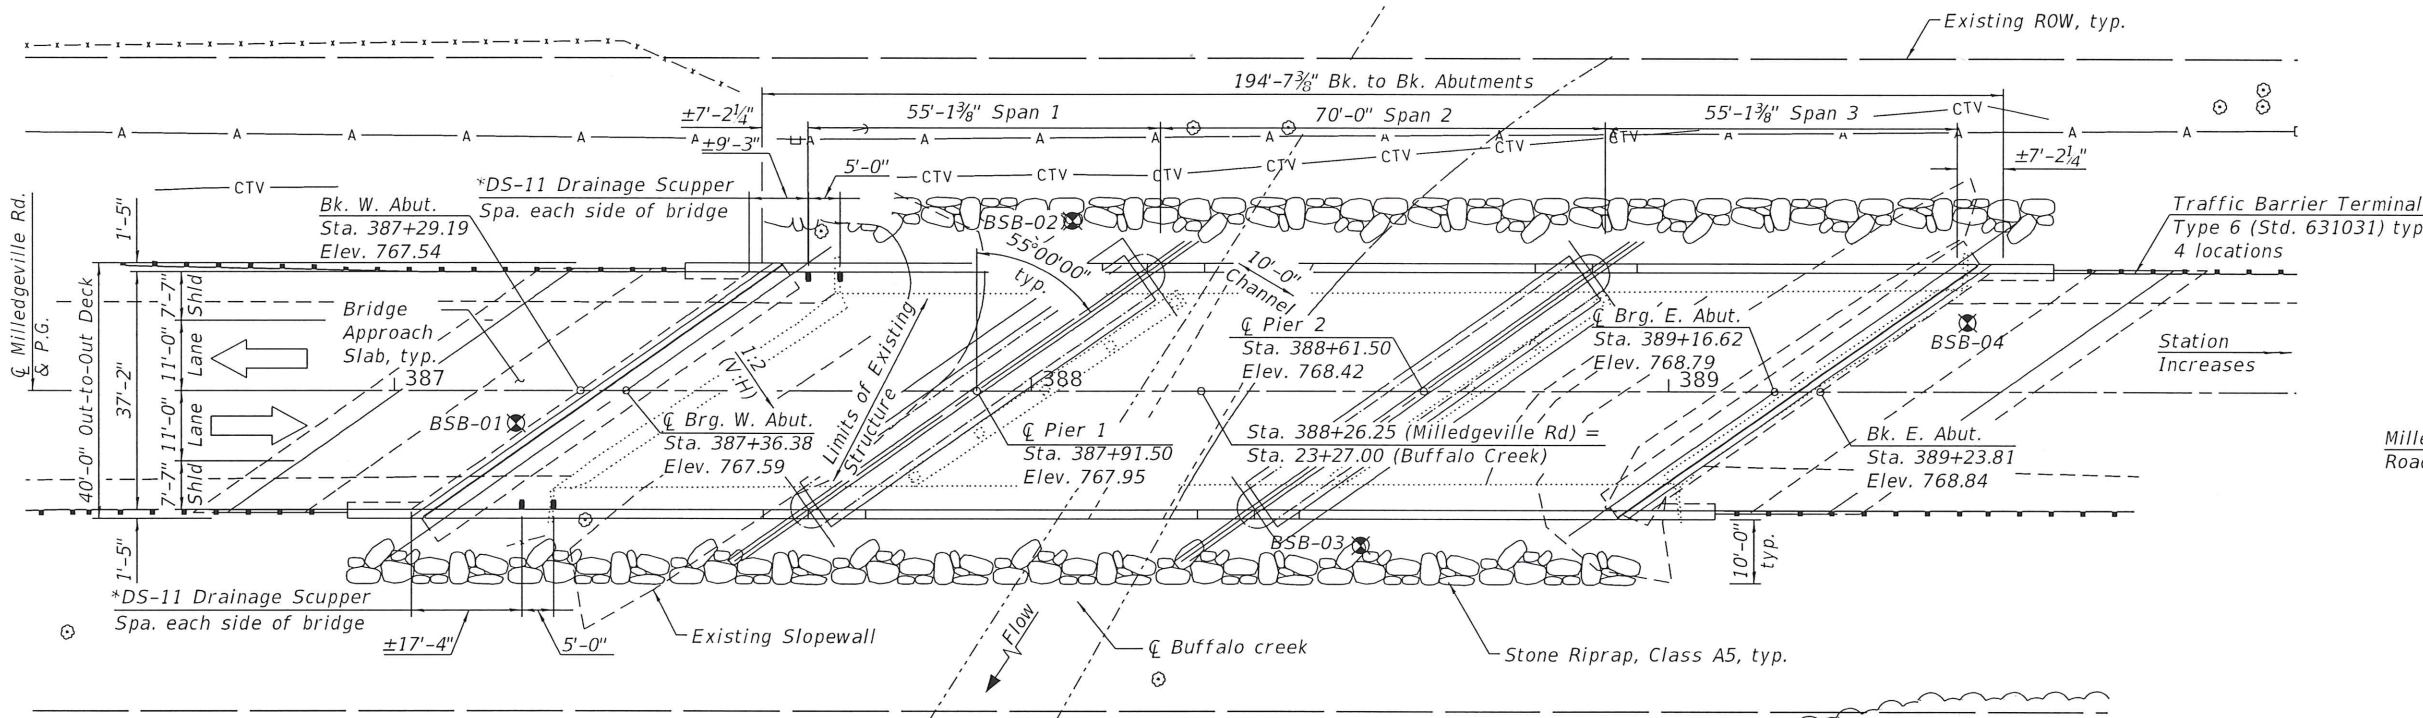 Existing ROW, typ.
194'-7⅜" Bk. to Bk. Abutments
±7'-2¼"
55'-1⅜" Span 1
70'-0" Span 2
55'-1⅜" Span 3
CTV
A A A A A A A A A A A A A A A A A A
±9'-3"
5'-0"
±7'-2¼"
CTV CTV CTV CTV CTV CTV CTV CTV
*DS-11 Drainage Scupper
Spa. each side of bridge
Bk. W. Abut.
Sta. 387+29.19
Elev. 767.54
BSB-02
Traffic Barrier Terminal
Type 6 (Std. 631031) typ
4 locations
1'-5"
55°00'00"
typ.
10'-0"
Channel
℄ Milledgeville Rd.
& P.G.
40'-0" Out-to-Out Deck
37'-2"
7'-7"
Shld
11'-0"
Lane
11'-0"
Lane
7'-7"
Shld
Bridge
Approach
Slab, typ.
387
1:2
(V:H)
Limits of Existing
Structure
℄ Pier 2
Sta. 388+61.50
Elev. 768.42
℄ Brg. E. Abut.
Sta. 389+16.62
Elev. 768.79
BSB-04
Station
Increases
388
389
BSB-01
℄ Brg. W. Abut.
Sta. 387+36.38
Elev. 767.59
℄ Pier 1
Sta. 387+91.50
Elev. 767.95
Sta. 388+26.25 (Milledgeville Rd) =
Sta. 23+27.00 (Buffalo Creek)
Bk. E. Abut.
Sta. 389+23.81
Elev. 768.84
Mille
Road
1'-5"
BSB-03
10'-0"
typ.
*DS-11 Drainage Scupper
Spa. each side of bridge
±17'-4"
5'-0"
Existing Slopewall
Flow
℄ Buffalo creek
Stone Riprap, Class A5, typ.